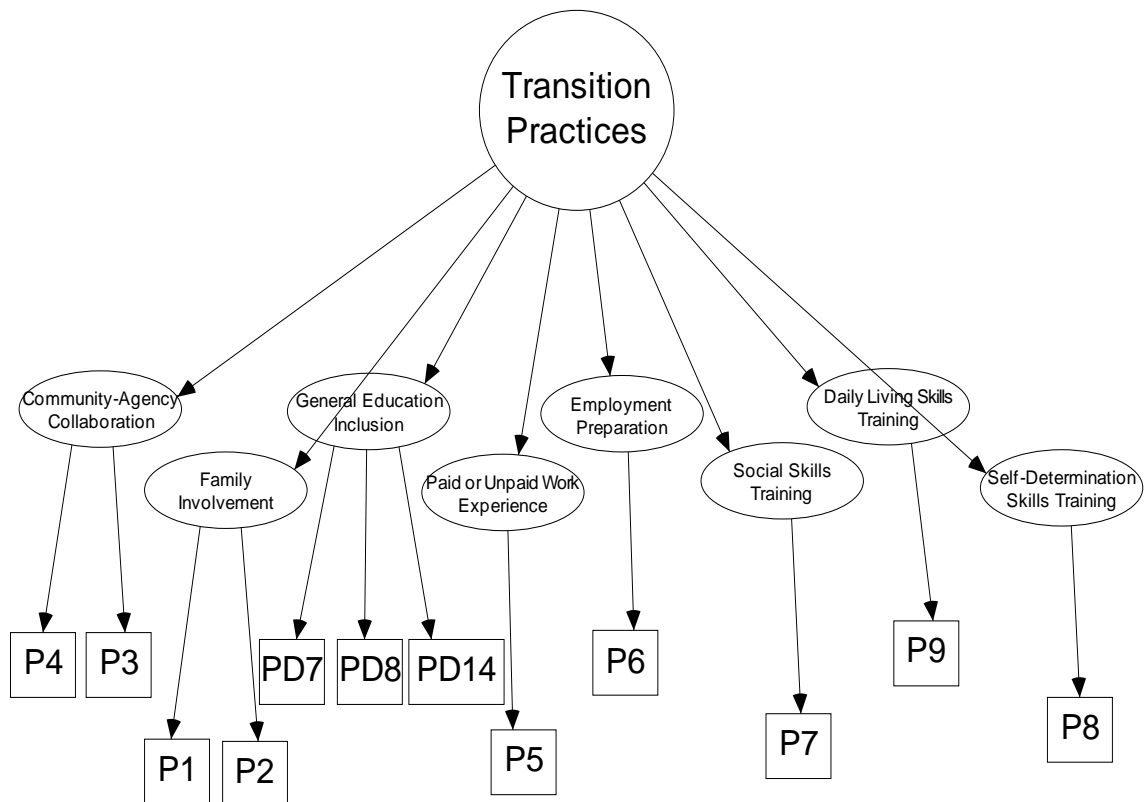 Transition
Practices
Community-Agency
Collaboration
General Education
Inclusion
Employment
Preparation
Daily Living Skills
Training
Family
Involvement
Paid or Unpaid Work
Experience
Social Skills
Training
Self-Determination
Skills Training
P4
P3
PD7
PD8
PD14
P6
P9
P1
P2
P5
P7
P8